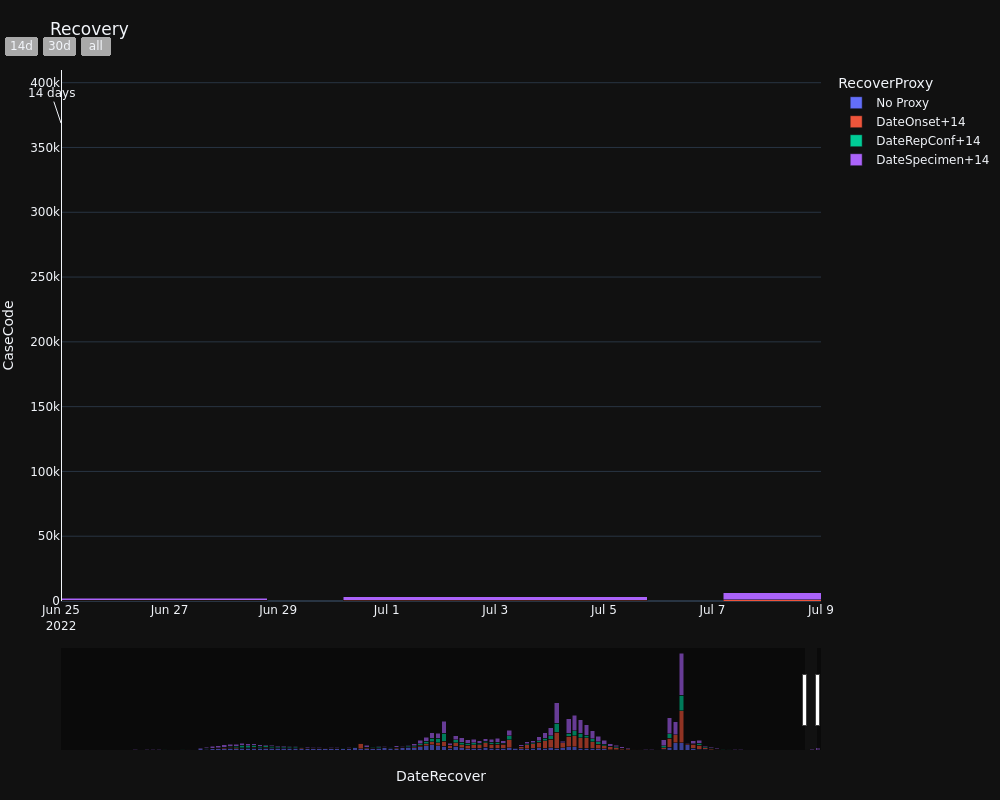 Recovery
14d
30d
all
RecoverProxy
No Proxy
DateOnset+14
DateRepConf+14
DateSpecimen+14
400k
14 days
350k
300k
250k
200k
150k
100k
50k
0
CaseCode
Jun 25
2022
Jun 27
Jun 29
Jul 1
Jul 3
Jul 5
Jul 7
Jul 9
DateRecover